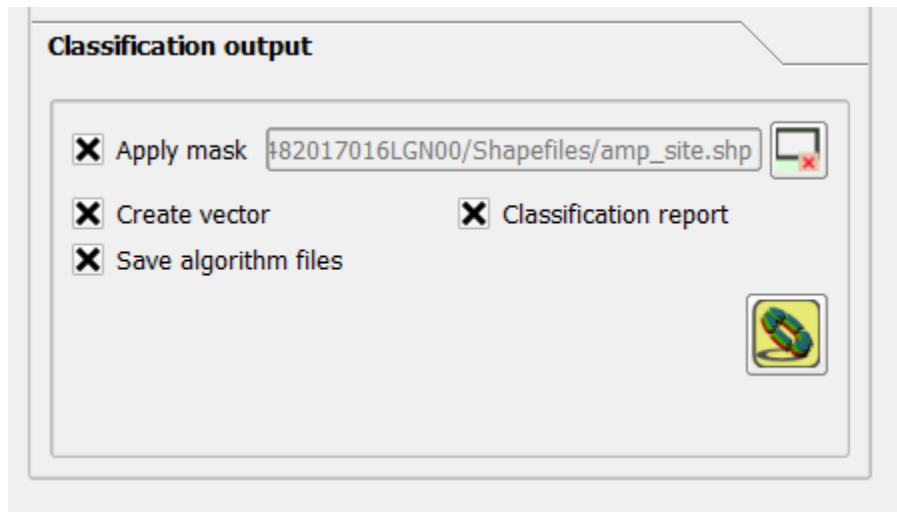 Classification output
Apply mask 482017016LGN00/Shapefiles/amp_site.shp
Create vector Classification report
Save algorithm files